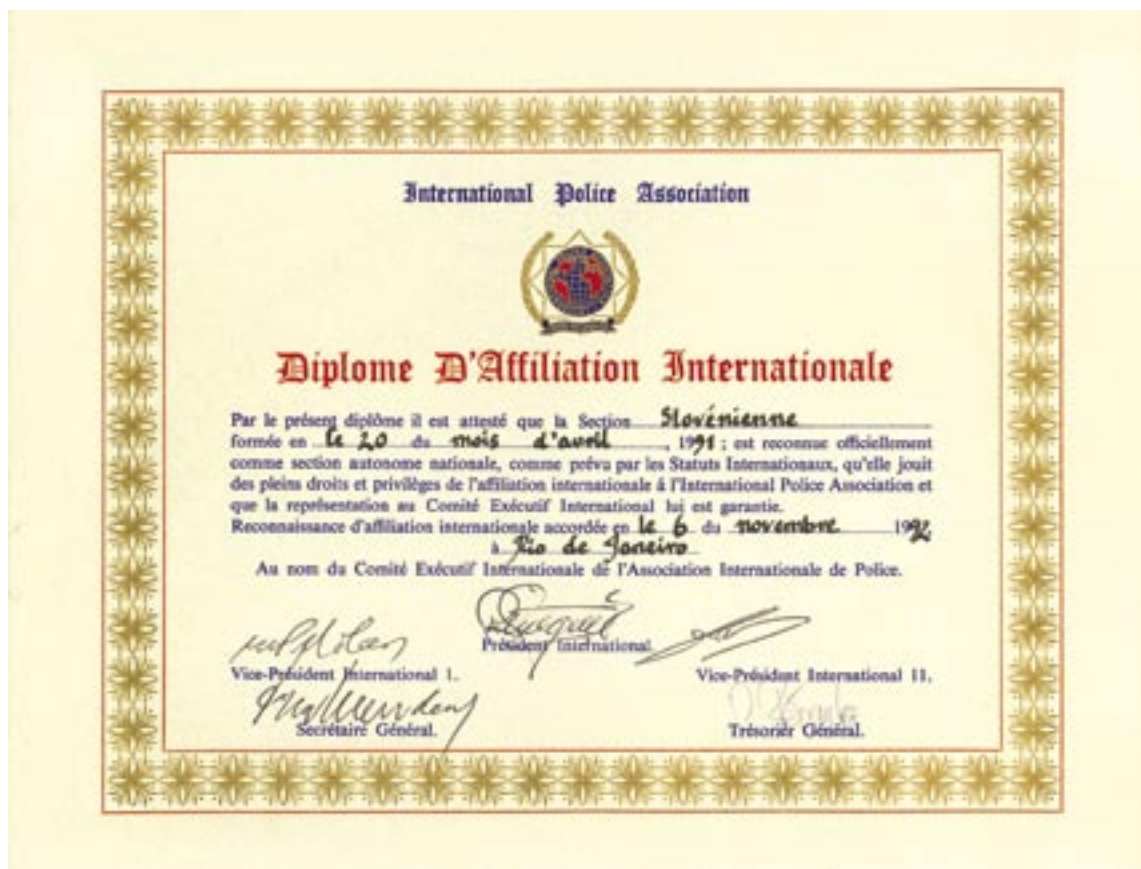 International Police Association
Diplome D'Affiliation Internationale
Par le présent diplôme il est attesté que la Section Slovénienne
formée en le 20 du mois d'avril, 1991; est reconnue officiellement
comme section autonome nationale, comme prévu par les Statuts Internationaux, qu'elle jouit
des pleins droits et privilèges de l'affiliation internationale á l'International Police Association et
que la représentation au Comité Exécutif International lui est garantie.
Reconnaissance d'affiliation internationale accordée en le 6 du novembre 1992
à Rio de Janeiro
Au nom du Comité Exécutif Internationale de l'Association Internationale de Police.
Président International
Vice-Président International 1. Vice-Président International 11.
Secrétaire Général. Trésorier Général.